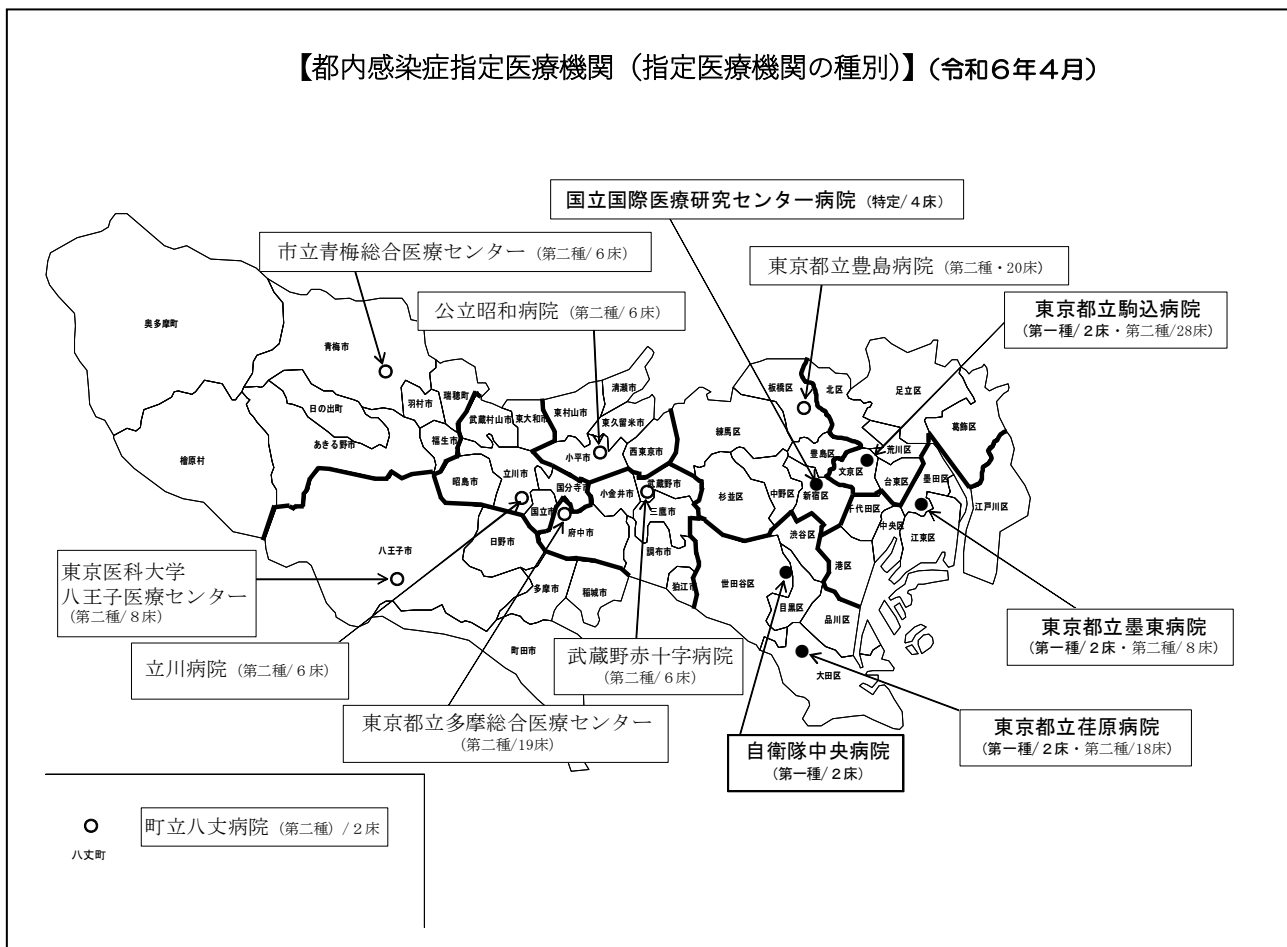 【都内感染症指定医療機関（指定医療機関の種別）】（令和６年４月）
国立国際医療研究センター病院（特定/４床）
市立青梅総合医療センター（第二種/６床）
東京都立豊島病院（第二種・20床）
公立昭和病院（第二種/６床）
東京都立駒込病院
（第一種/２床・第二種/28床）
奥多摩町
青梅市
日の出町
あきる野市
檜原村
羽村市
瑞穂町
福生市
武蔵村山市
東大和市
東村山市
清瀬市
東久留米市
小平市
西東京市
昭島市
立川市
国分寺市
国立市
小金井市
武蔵野市
三鷹市
府中市
調布市
狛江市
八王子市
日野市
多摩市
稲城市
町田市
板橋区
北区
足立区
葛飾区
練馬区
豊島区
文京区
荒川区
台東区
墨田区
江戸川区
杉並区
中野区
新宿区
千代田区
中央区
江東区
渋谷区
港区
世田谷区
目黒区
品川区
大田区
東京医科大学
八王子医療センター
（第二種/８床）
立川病院（第二種/６床）
東京都立多摩総合医療センター
（第二種/19床）
武蔵野赤十字病院
（第二種/６床）
自衛隊中央病院
（第一種/２床）
東京都立墨東病院
（第一種/２床・第二種/８床）
東京都立荏原病院
（第一種/２床・第二種/18床）
町立八丈病院（第二種）/２床
八丈町